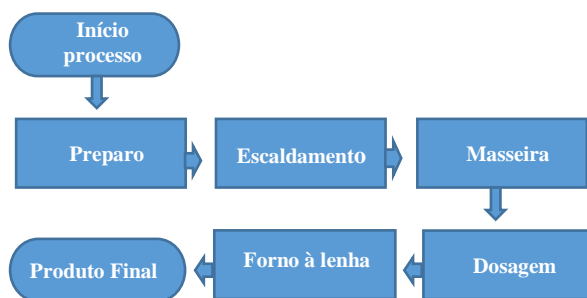 Início
processo
Preparo
Escaldamento
Masseira
Dosagem
Forno à lenha
Produto Final